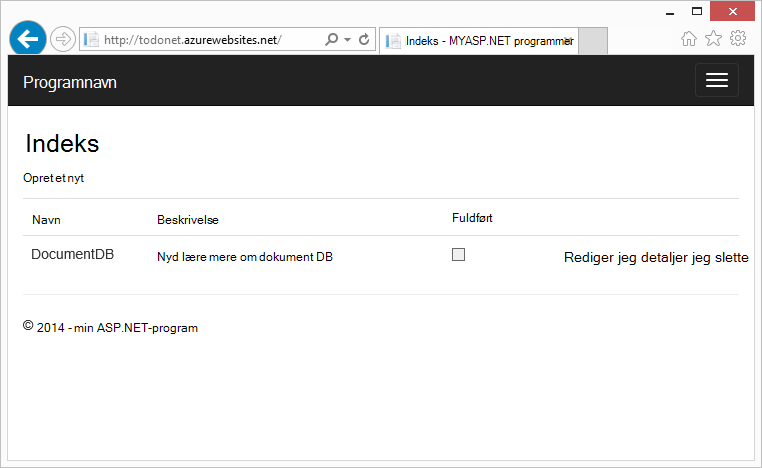 http://todonet.azurewebsites.net/
Indeks - MYASP.NET programmer
Programnavn
Indeks
Opret et nyt
Navn Beskrivelse Fuldført
DocumentDB Nyd lære mere om dokument DB Rediger jeg detaljer jeg slette
© 2014 - min ASP.NET-program